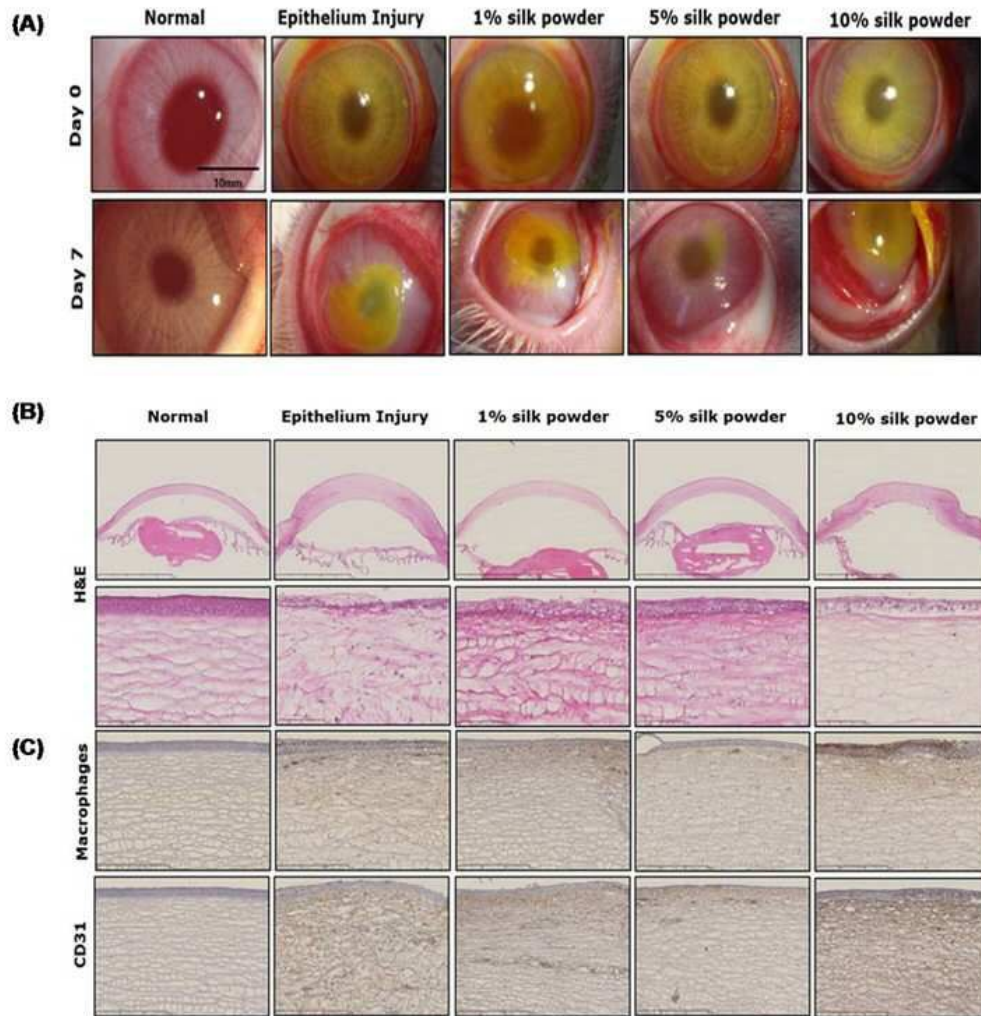 (A)
Normal Epithelium Injury 1% silk powder 5% silk powder 10% silk powder
Day 0
10mm
Day 7
(B)
Normal Epithelium Injury 1% silk powder 5% silk powder 10% silk powder
H&E
(C)
Macrophages
CD31